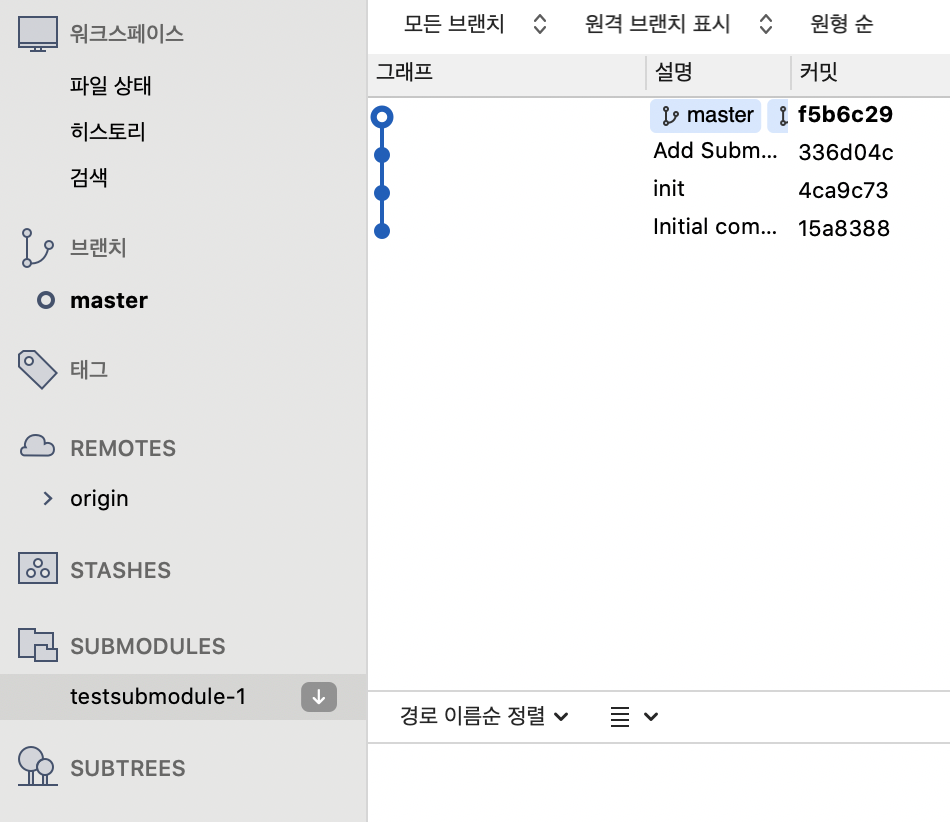 워크스페이스
파일 상태
히스토리
검색
브랜치
master
태그
REMOTES
origin
STASHES
SUBMODULES
testsubmodule-1
SUBTREES
모든 브랜치 원격 브랜치 표시 원형 순
그래프 설명 커밋
master f5b6c29
Add Subm... 336d04c
init 4ca9c73
Initial com... 15a8388
경로 이름순 정렬